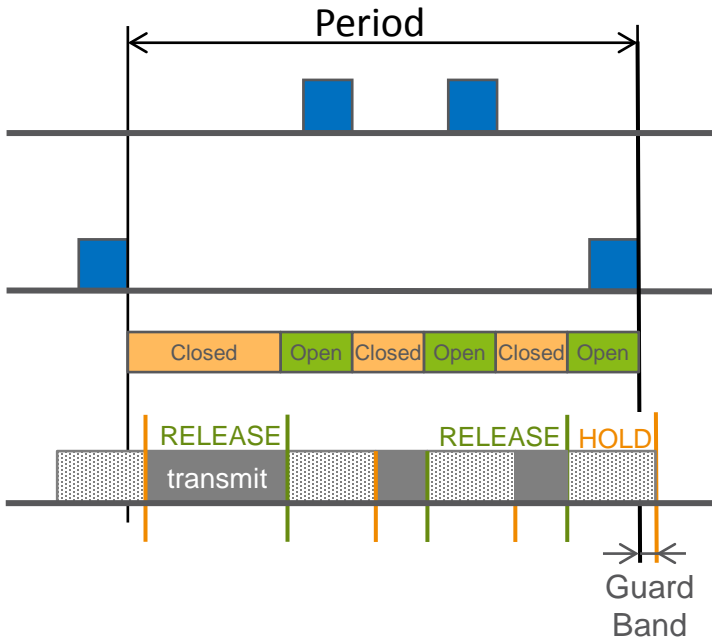 Period
Closed Open Closed Open Closed Open
RELEASE RELEASE HOLD
transmit
Guard
Band